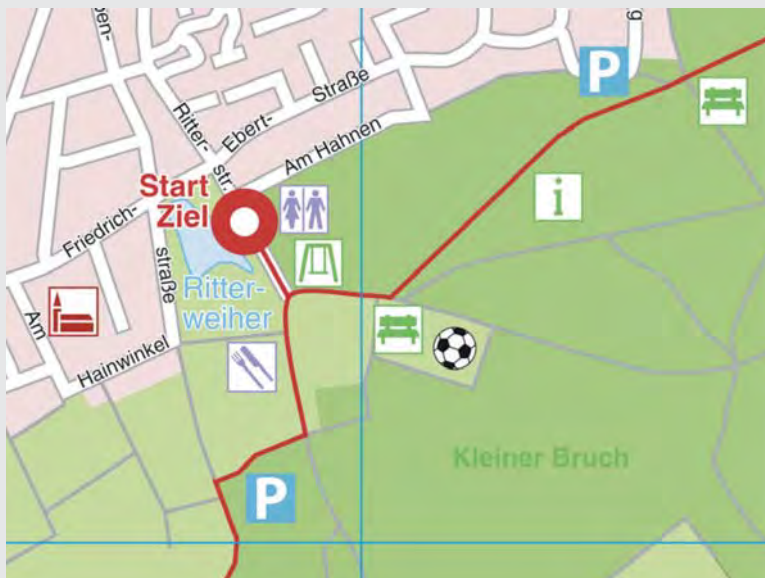 Ritter-
str.
Friedrich-
Ebert-
Straße
Am Hahnen
Start
Ziel
P
i
Ritter-
weiher
straße
Am
Hainwinkel
Kleiner Bruch
P